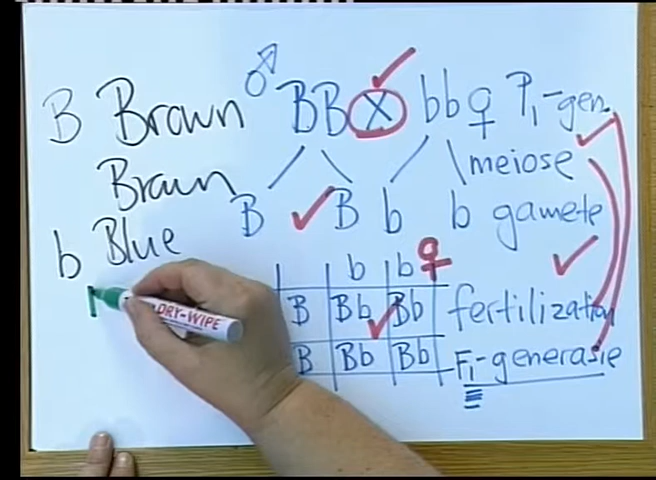 B Brown ♂ BB X bb ♀ P1-gen.
Braun meiose
B B b b gamete
b Blue
b b ♀
B Bb Bb fertilization
B Bb Bb F1-generasie
DRY-WIPE